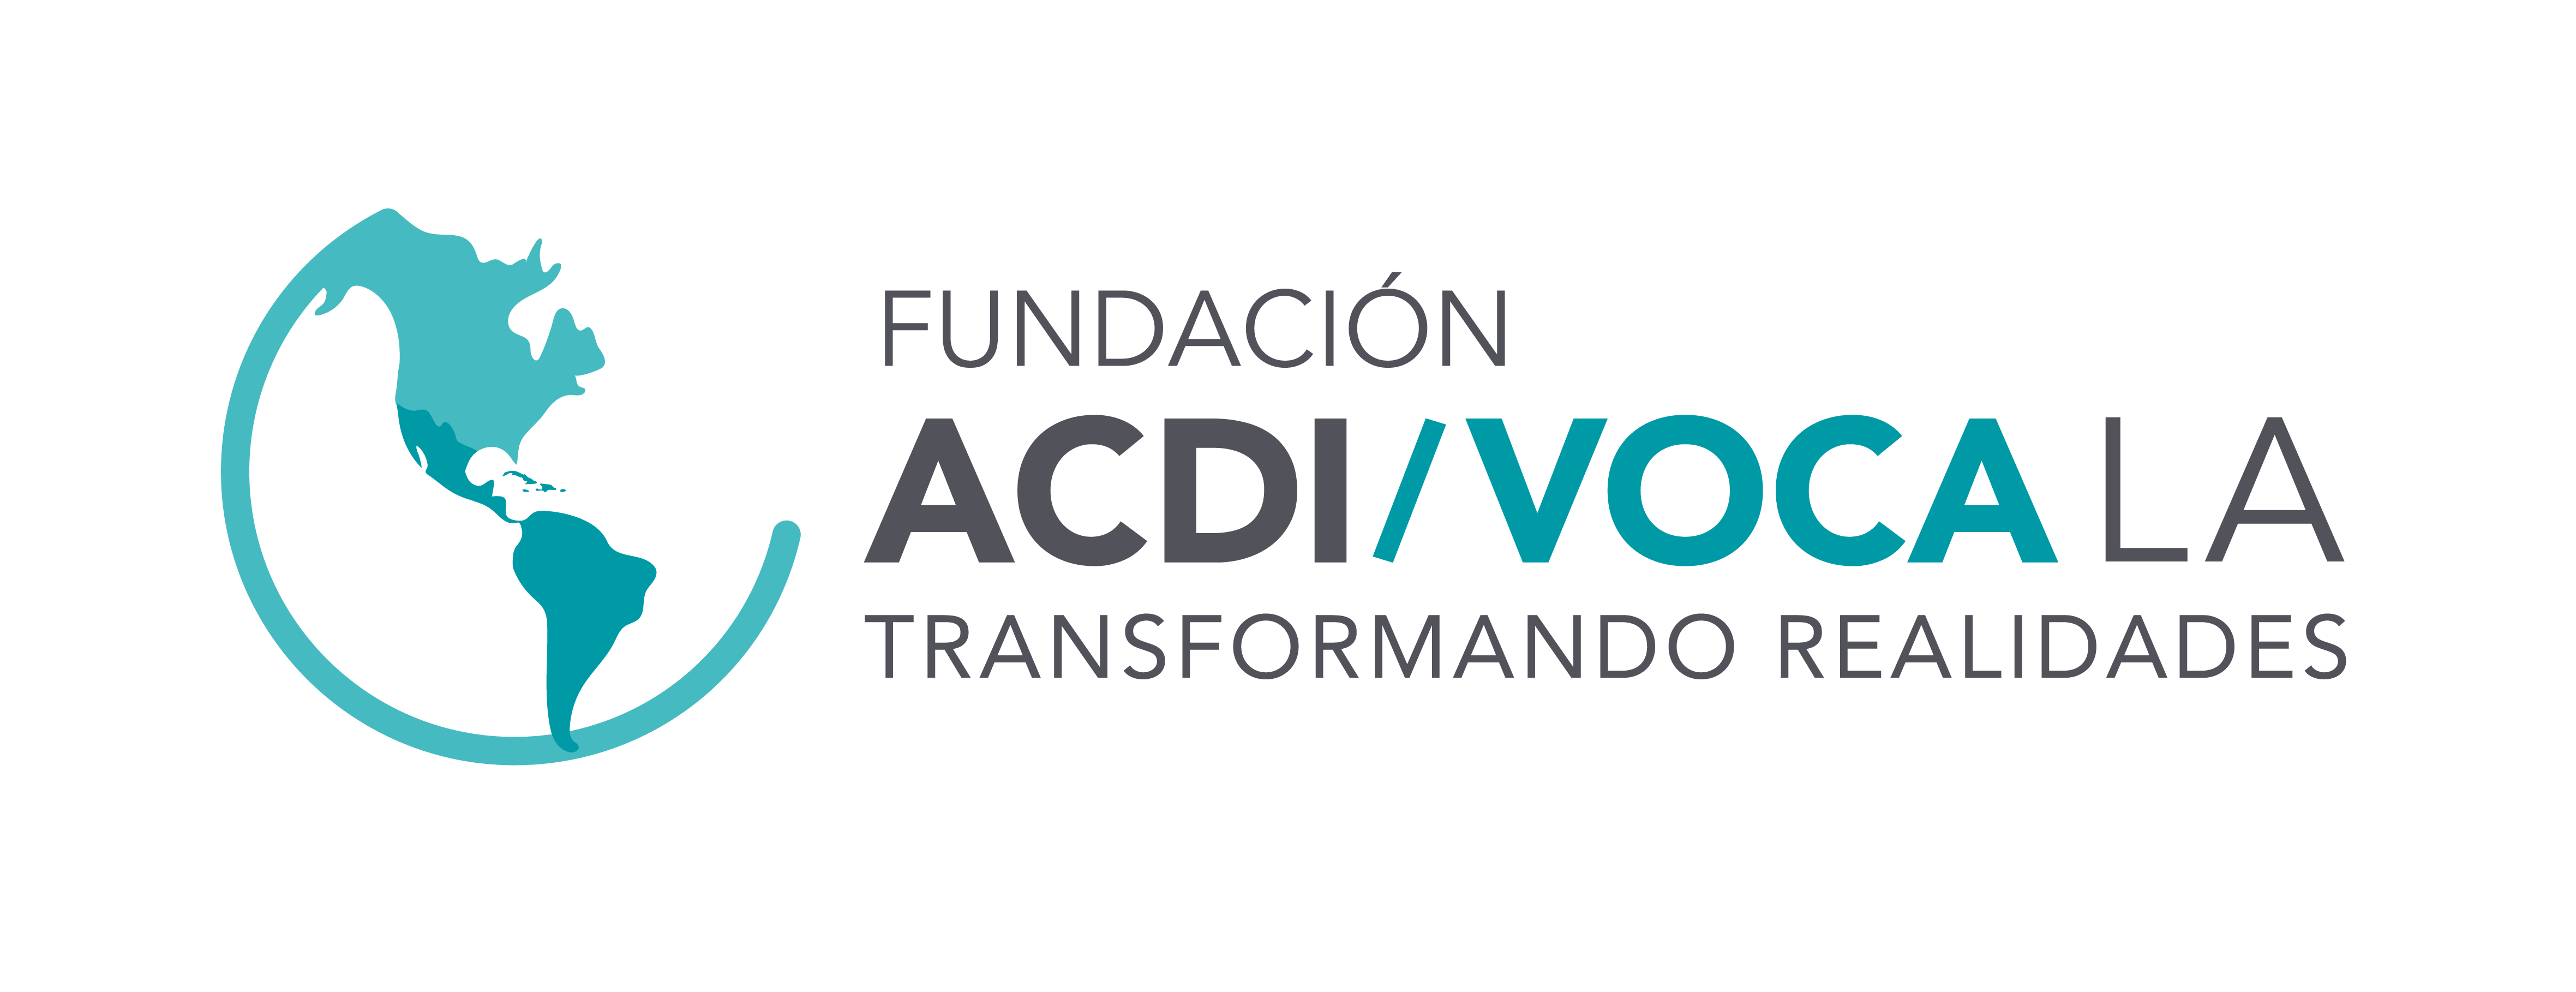 FUNDACIÓN
ACDI/VOCA LA
TRANSFORMANDO REALIDADES